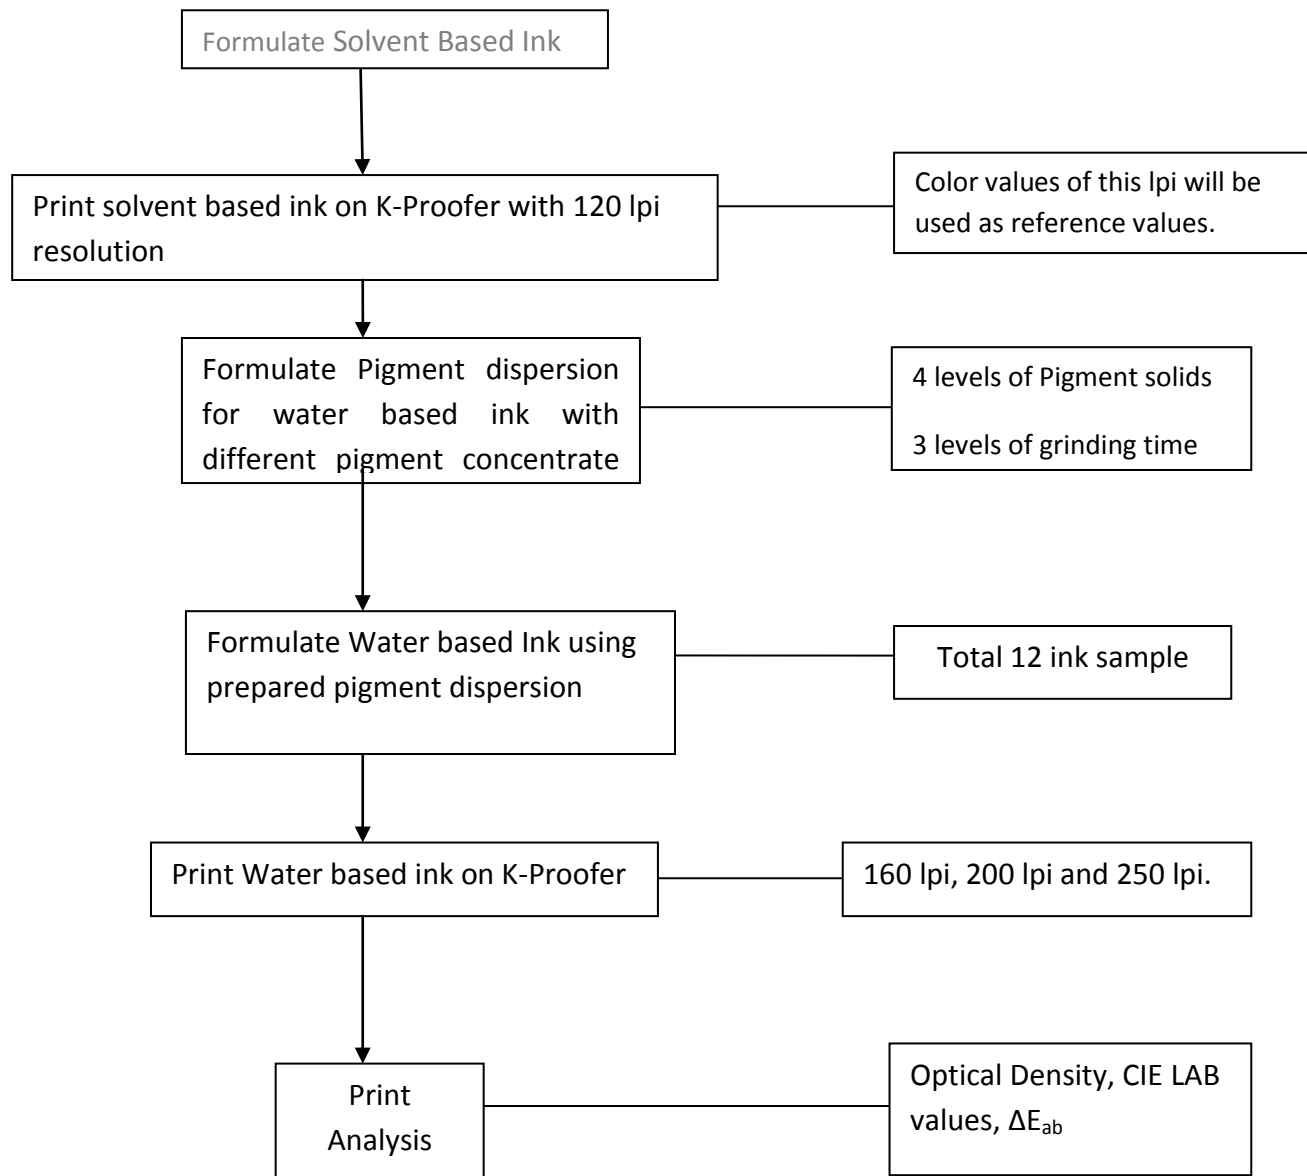 Formulate Solvent Based Ink
Print solvent based ink on K-Proofer with 120 lpi
resolution
Color values of this lpi will be
used as reference values.
Formulate Pigment dispersion
for water based ink with
different pigment concentrate
4 levels of Pigment solids
3 levels of grinding time
Formulate Water based Ink using
prepared pigment dispersion
Total 12 ink sample
Print Water based ink on K-Proofer
160 lpi, 200 lpi and 250 lpi.
Print
Analysis
Optical Density, CIE LAB
values, ΔEab